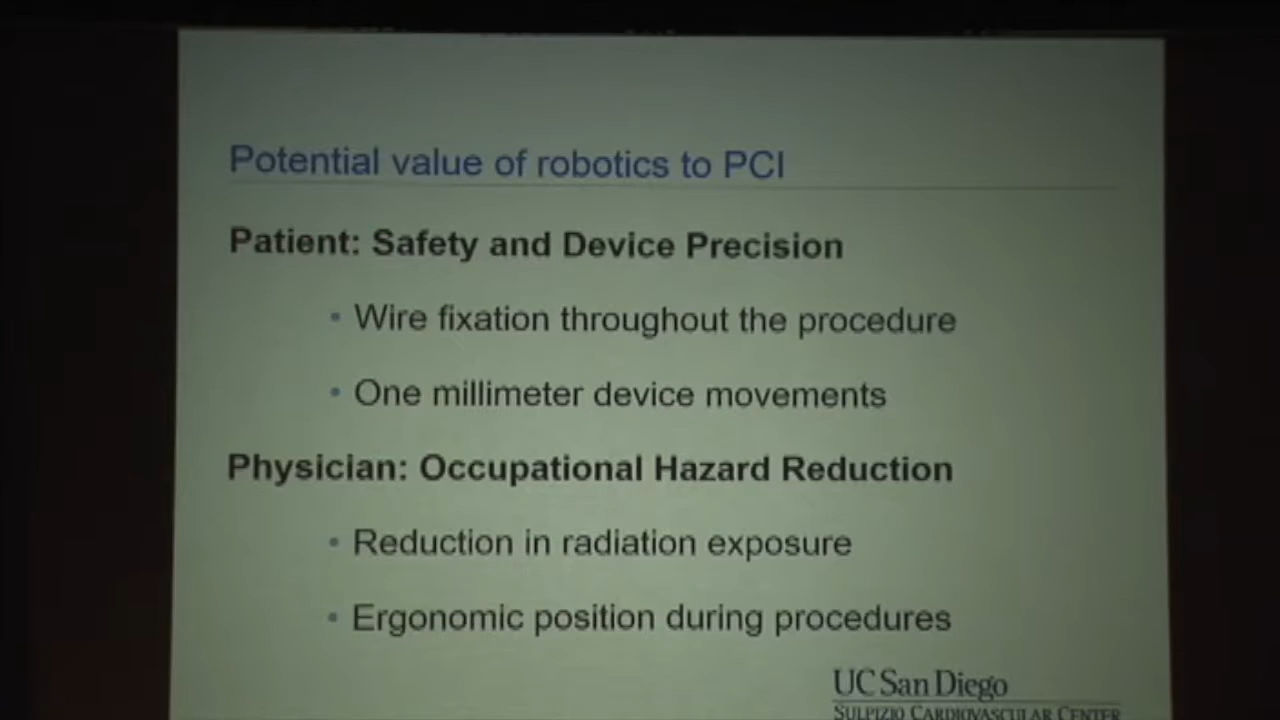 Potential value of robotics to PCI
Patient: Safety and Device Precision
• Wire fixation throughout the procedure
• One millimeter device movements
Physician: Occupational Hazard Reduction
• Reduction in radiation exposure
• Ergonomic position during procedures
UC San Diego
SULPIZIO CARDIOVASCULAR CENTER